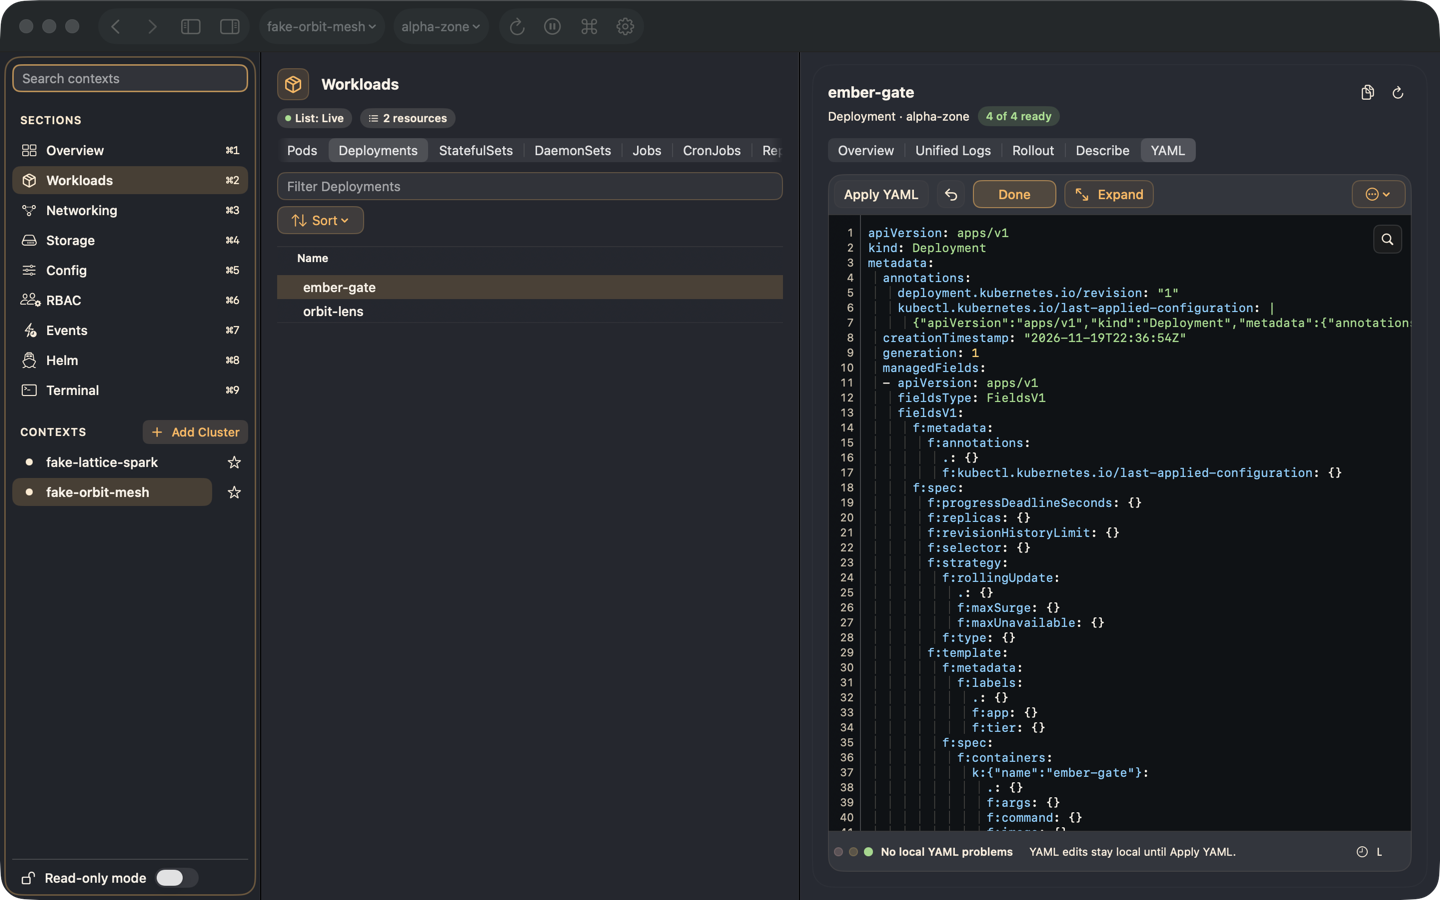 fake-orbit-mesh
alpha-zone
Search contexts
SECTIONS
Overview ⌘1
Workloads ⌘2
Networking ⌘3
Storage ⌘4
Config ⌘5
RBAC ⌘6
Events ⌘7
Helm ⌘8
Terminal ⌘9
CONTEXTS
+ Add Cluster
fake-lattice-spark
fake-orbit-mesh
Read-only mode
Workloads
List: Live
2 resources
Pods Deployments StatefulSets DaemonSets Jobs CronJobs Rep
Filter Deployments
Sort
Name
ember-gate
orbit-lens
ember-gate
Deployment · alpha-zone 4 of 4 ready
Overview Unified Logs Rollout Describe YAML
Apply YAML Done Expand
1 apiVersion: apps/v1
2 kind: Deployment
3 metadata:
4 annotations:
5 deployment.kubernetes.io/revision: "1"
6 kubectl.kubernetes.io/last-applied-configuration: |
7 {"apiVersion":"apps/v1","kind":"Deployment","metadata":{"annotations
8 creationTimestamp: "2026-11-19T22:36:54Z"
9 generation: 1
10 managedFields:
11 - apiVersion: apps/v1
12 fieldsType: FieldsV1
13 fieldsV1:
14 f:metadata:
15 f:annotations:
16 .: {}
17 f:kubectl.kubernetes.io/last-applied-configuration: {}
18 f:spec:
19 f:progressDeadlineSeconds: {}
20 f:replicas: {}
21 f:revisionHistoryLimit: {}
22 f:selector: {}
23 f:strategy:
24 f:rollingUpdate:
25 .: {}
26 f:maxSurge: {}
27 f:maxUnavailable: {}
28 f:type: {}
29 f:template:
30 f:metadata:
31 f:labels:
32 .: {}
33 f:app: {}
34 f:tier: {}
35 f:spec:
36 f:containers:
37 k:{"name":"ember-gate"}:
38 .: {}
39 f:args: {}
40 f:command: {}
No local YAML problems YAML edits stay local until Apply YAML. L